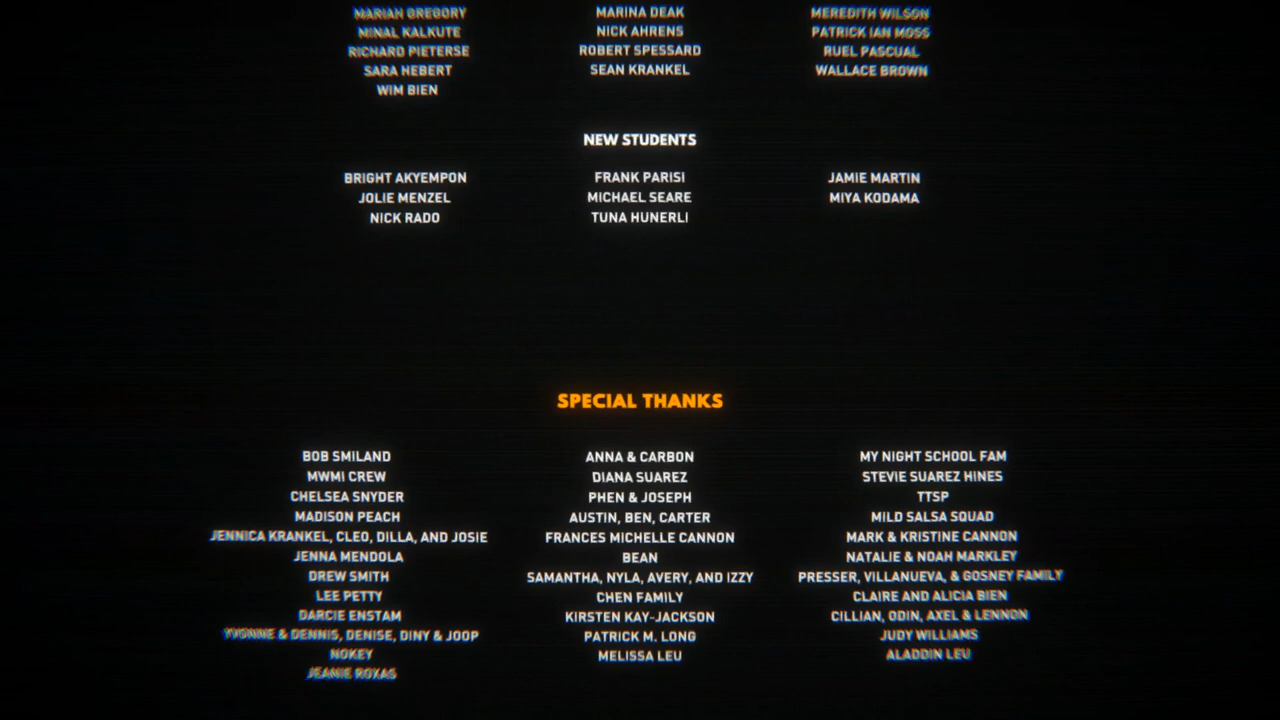 MARIAH GREGORY
MINAL KALKUTE
RICHARD PIETERSE
SARA HEBERT
WIM BIEN
MARINA DEAK
NICK AHRENS
ROBERT SPESSARD
SEAN KRANKEL
MEREDITH WILSON
PATRICK IAN MOSS
RUEL PASCUAL
WALLACE BROWN
NEW STUDENTS
BRIGHT AKYEMPON
JOLIE MENZEL
NICK RADO
FRANK PARISI
MICHAEL SEARE
TUNA HUNERLI
JAMIE MARTIN
MIYA KODAMA
SPECIAL THANKS
BOB SMILAND
MWMI CREW
CHELSEA SNYDER
MADISON PEACH
JENNICA KRANKEL, CLEO, DILLA, AND JOSIE
JENNA MENDOLA
DREW SMITH
LEE PETTY
DARCIE ENSTAM
YVONNE & DENNIS, DENISE, DINY & JOOP
NOKEY
JEANIE ROXAS
ANNA & CARBON
DIANA SUAREZ
PHEN & JOSEPH
AUSTIN, BEN, CARTER
FRANCES MICHELLE CANNON
BEAN
SAMANTHA, NYLA, AVERY, AND IZZY
CHEN FAMILY
KIRSTEN KAY-JACKSON
PATRICK M. LONG
MELISSA LEU
MY NIGHT SCHOOL FAM
STEVIE SUAREZ HINES
TTSP
MILD SALSA SQUAD
MARK & KRISTINE CANNON
NATALIE & NOAH MARKLEY
PRESSER, VILLANUEVA, & GOSNEY FAMILY
CLAIRE AND ALICIA BIEN
CILLIAN, ODIN, AXEL & LENNON
JUDY WILLIAMS
ALADDIN LEU